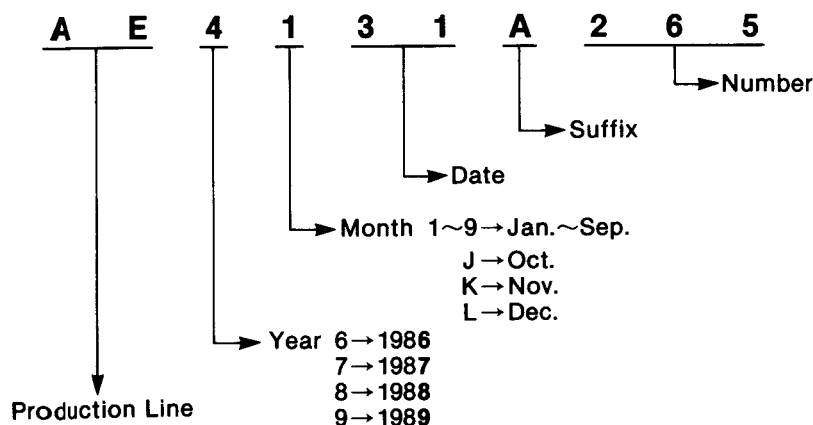 A E 4 1 3 1 A 2 6 5
Number
Suffix
Date
Month 1~9→Jan.~Sep.
J→Oct.
K→Nov.
L→Dec.
Year 6→1986
7→1987
8→1988
9→1989
Production Line